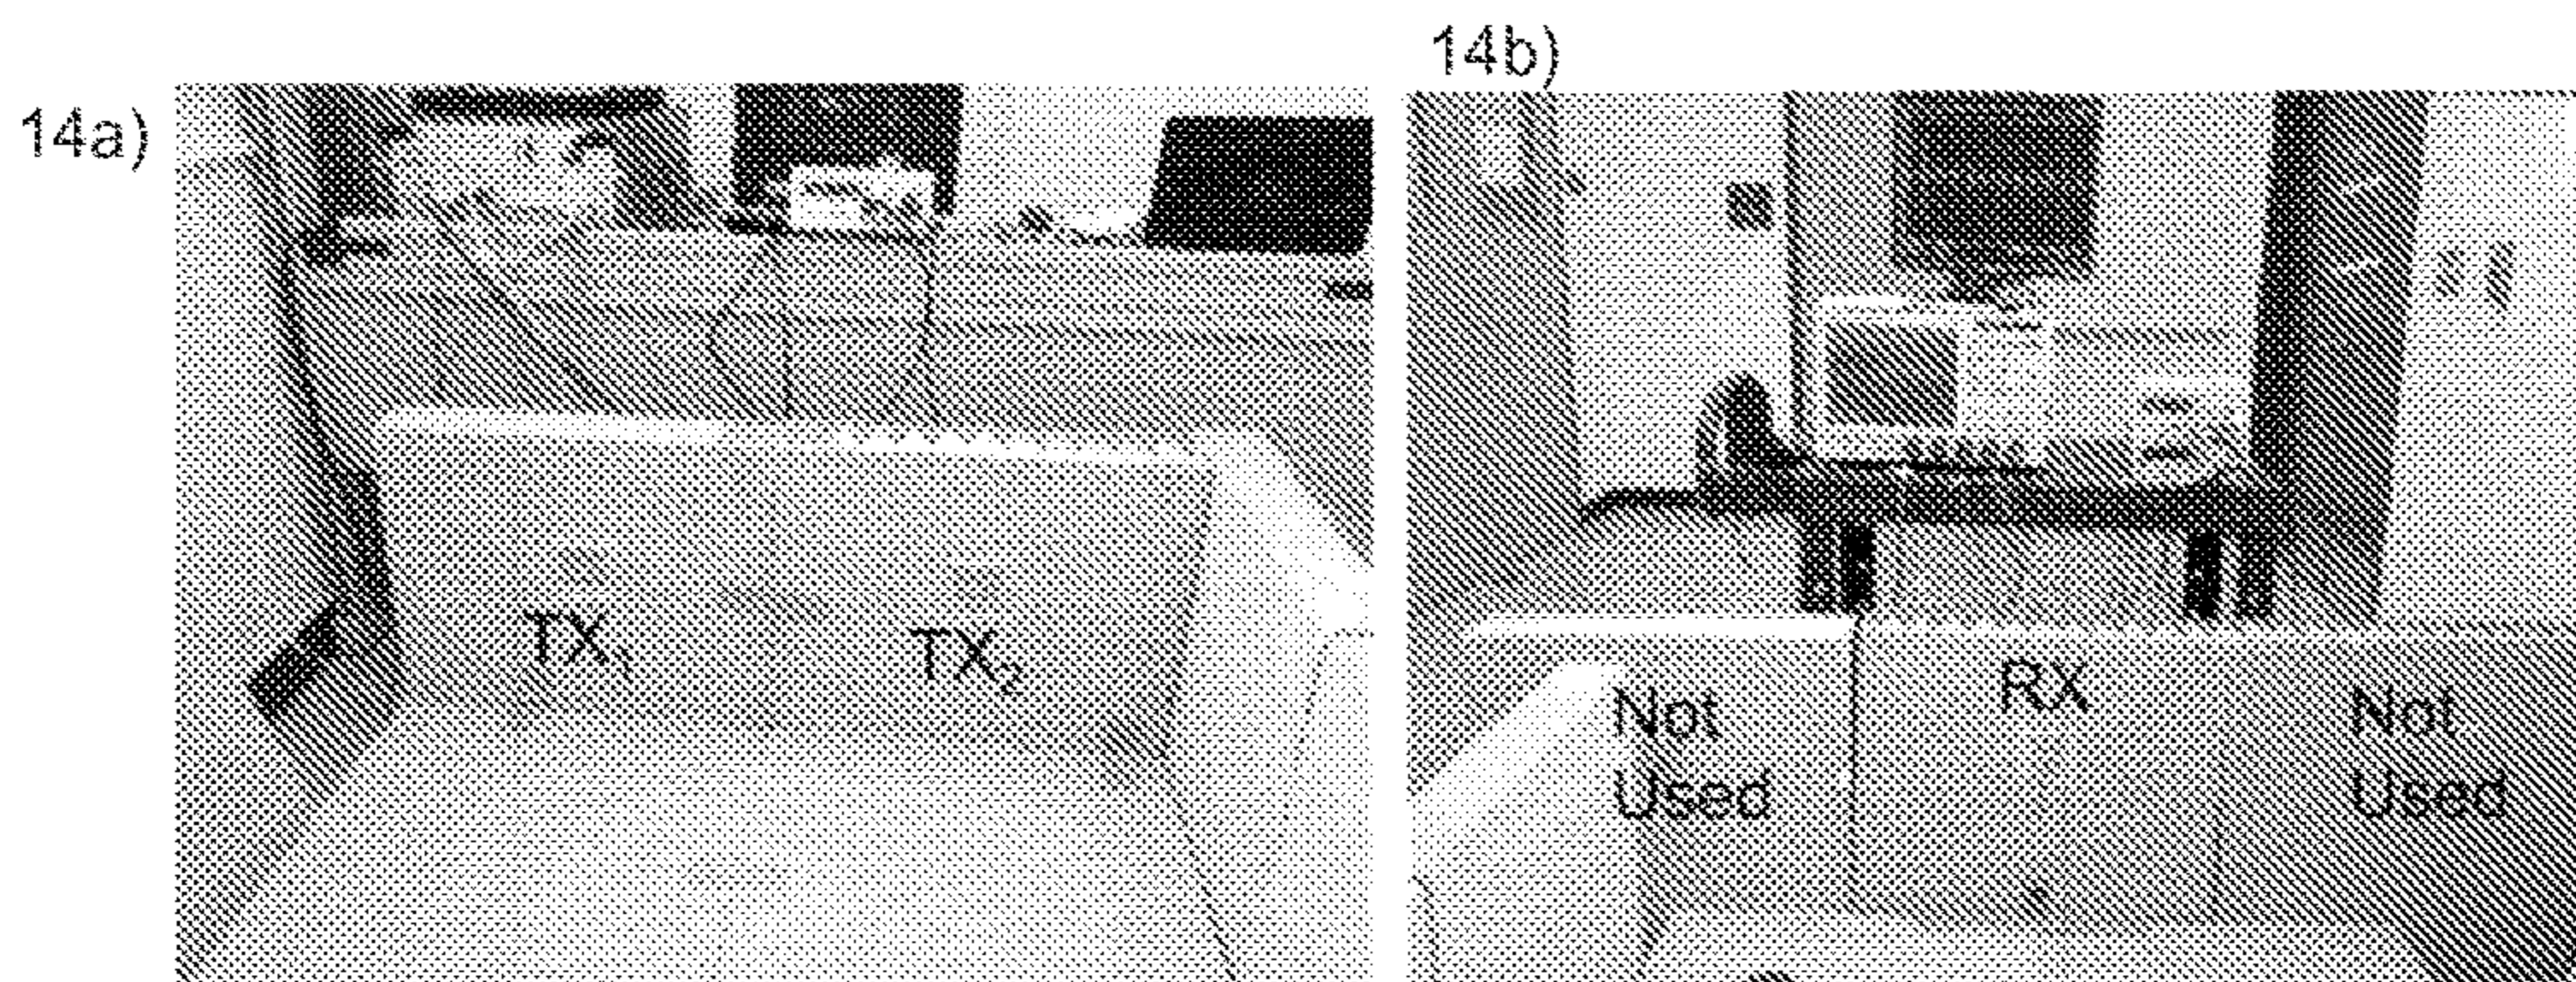 14a)
14b)
TX₁
TX₂
Not
Used
RX
Not
Used